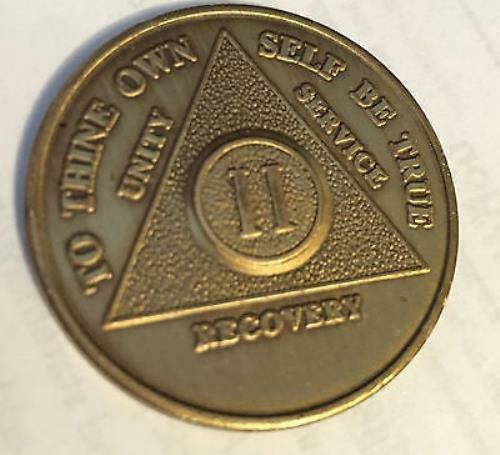 TO THINE OWN SELF BE TRUE
UNITY
SERVICE
II
RECOVERY